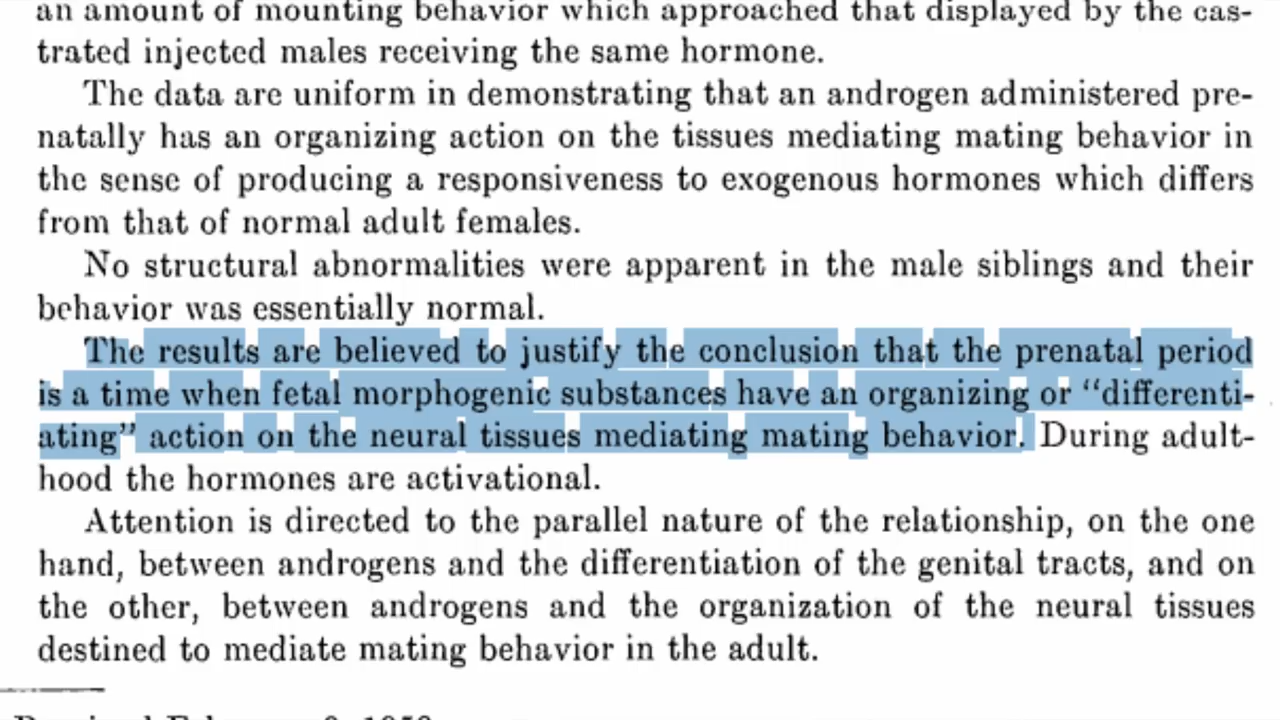 an amount of mounting behavior which approached that displayed by the cas-
trated injected males receiving the same hormone.
The data are uniform in demonstrating that an androgen administered pre-
natally has an organizing action on the tissues mediating mating behavior in
the sense of producing a responsiveness to exogenous hormones which differs
from that of normal adult females.
No structural abnormalities were apparent in the male siblings and their
behavior was essentially normal.
The results are believed to justify the conclusion that the prenatal period
is a time when fetal morphogenic substances have an organizing or “differenti-
ating” action on the neural tissues mediating mating behavior. During adult-
hood the hormones are activational.
Attention is directed to the parallel nature of the relationship, on the one
hand, between androgens and the differentiation of the genital tracts, and on
the other, between androgens and the organization of the neural tissues
destined to mediate mating behavior in the adult.